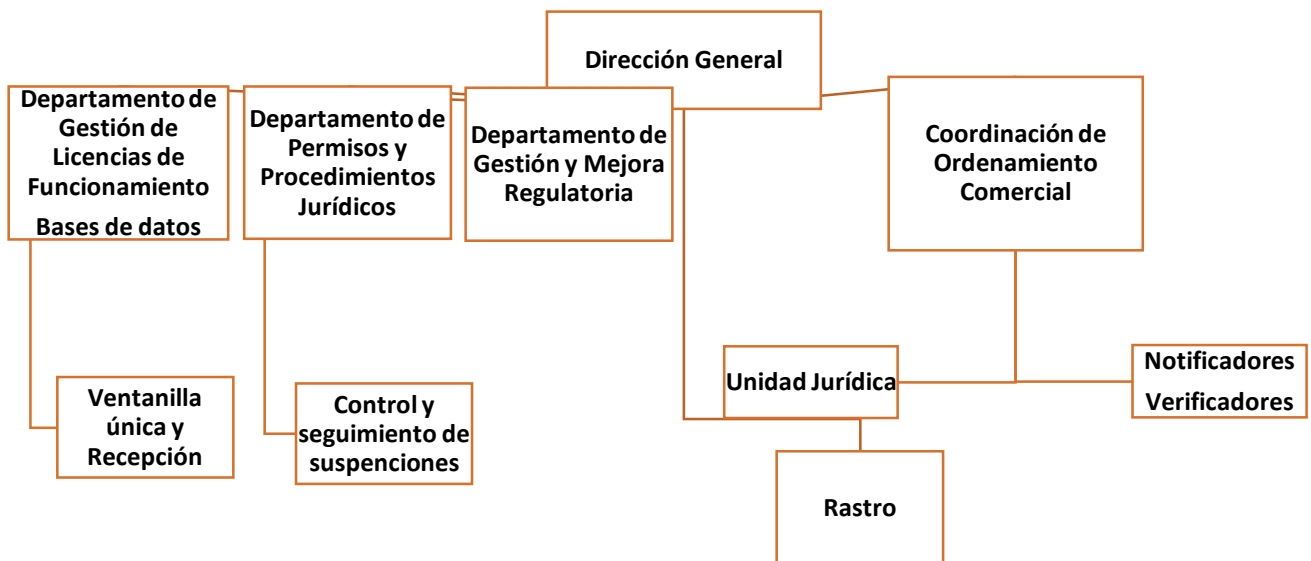 Dirección General
Departamento de
Gestión de
Licencias de
Funcionamiento
Bases de datos
Departamento de
Permisos y
Procedimientos
Jurídicos
Departamento de
Gestión y Mejora
Regulatoria
Coordinación de
Ordenamiento
Comercial
Ventanilla
única y
Recepción
Control y
seguimiento de
suspenciones
Unidad Jurídica
Notificadores
Verificadores
Rastro